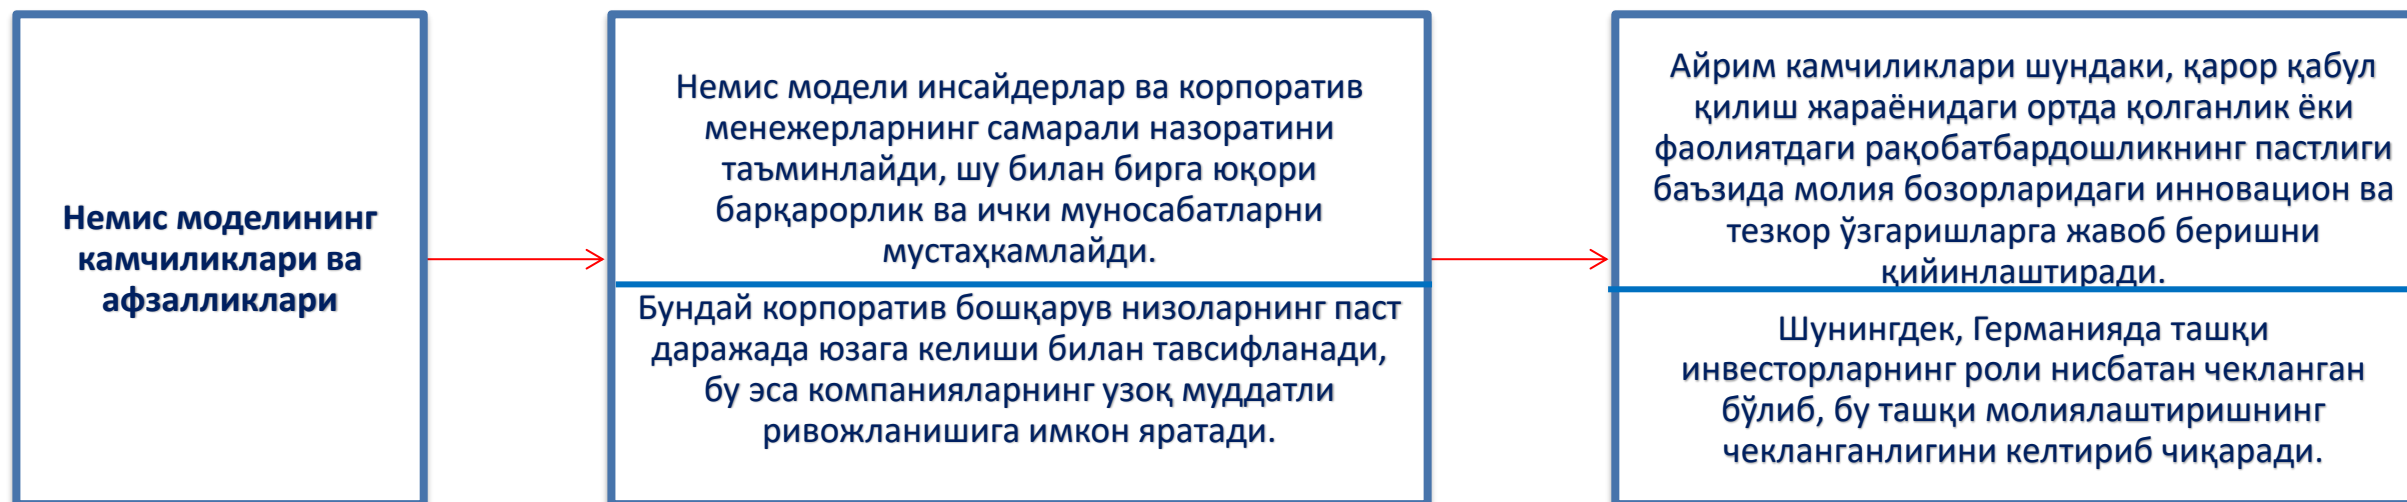 Немис моделининг
камчиликлари ва
афзалликлари
Немис модели инсайдерлар ва корпоратив
менежерларнинг самарали назоратини
таъминлайди, шу билан бирга юқори
барқарорлик ва ички муносабатларни
мустаҳкамлайди.
Бундай корпоратив бошқарув низоларнинг паст
даражада юзага келиши билан тавсифланади,
бу эса компанияларнинг узоқ муддатли
ривожланишига имкон яратади.
Айрим камчиликлари шундаки, қарор қабул
қилиш жараёнидаги ортда қолганлик ёки
фаолиятдаги рақобатбардошликнинг пастлиги
баъзида молия бозорларидаги инновацион ва
тезкор ўзгаришларга жавоб беришни
қийинлаштиради.
Шунингдек, Германияда ташқи
инвесторларнинг роли нисбатан чекланган
бўлиб, бу ташқи молиялаштиришнинг
чекланганлигини келтириб чиқаради.